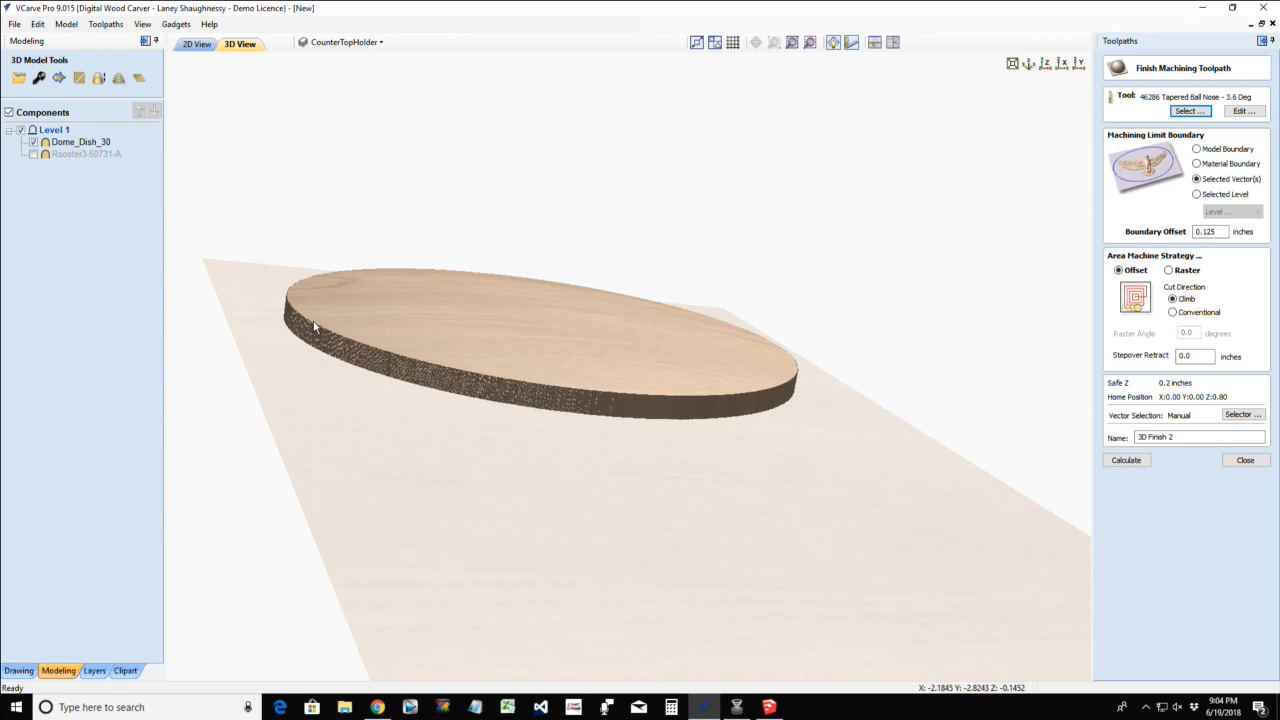 VCarve Pro 9.015 {Digital Wood Carver - Laney Shaughnessy - Demo Licence} - [New]
File Edit Model Toolpaths View Gadgets Help
Modeling
3D Model Tools
Components
Level 1
Dome_Dish_30
Rooster3-50731-A
Drawing Modeling Layers Clipart
2D View 3D View CounterTopHolder
Z X Y
Toolpaths
Finish Machining Toolpath
Tool: 46286 Tapered Ball Nose - 3.6 Deg
Select ... Edit ...
Machining Limit Boundary
Model Boundary
Material Boundary
Selected Vector(s)
Selected Level
Level ...
Boundary Offset 0.125 inches
Area Machine Strategy ...
Offset Raster
Cut Direction
Climb
Conventional
Raster Angle 0.0 degrees
Stepover Retract 0.0 inches
Safe Z 0.2 inches
Home Position X:0.00 Y:0.00 Z:0.80
Vector Selection: Manual Selector ...
Name: 3D Finish 2
Calculate Close
Ready X: -2.1845 Y: -2.8243 Z: -0.1452
Type here to search
9:04 PM
6/19/2018
2